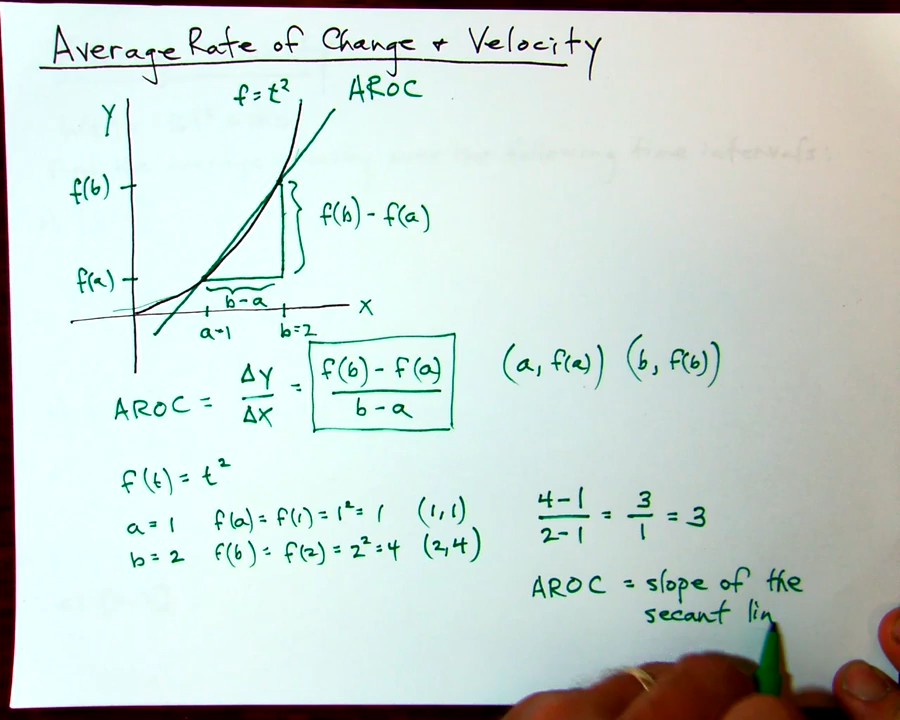 Average Rate of Change + Velocity
f=t² AROC
Y
f(b)
f(b) - f(a)
f(a)
b-a
X
a=1 b=2
AROC = ΔY/ΔX = f(b) - f(a)/b-a (a, f(a)) (b, f(b))
f(t) = t²
a=1 f(a) = f(1) = 1² = 1 (1,1)
b=2 f(b) = f(2) = 2² = 4 (2,4)
4-1/2-1 = 3/1 = 3
AROC = slope of the
secant lin